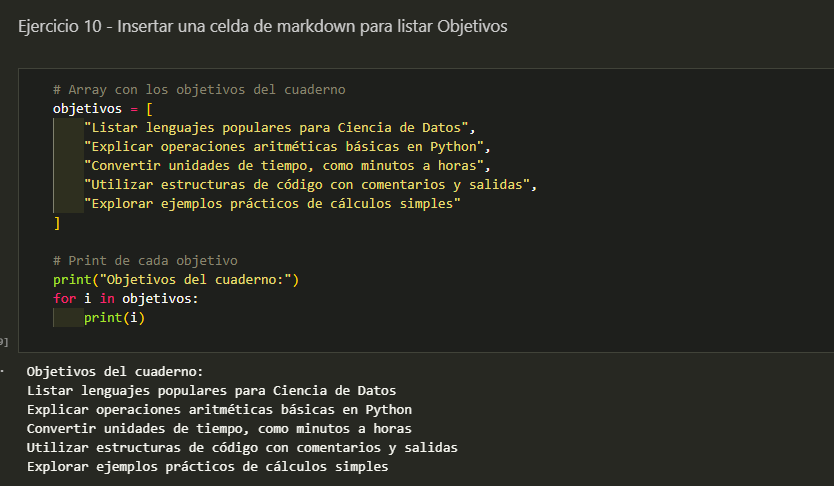 Ejercicio 10 - Insertar una celda de markdown para listar Objetivos
# Array con los objetivos del cuaderno
objetivos = [
    "Listar lenguajes populares para Ciencia de Datos",
    "Explicar operaciones aritméticas básicas en Python",
    "Convertir unidades de tiempo, como minutos a horas",
    "Utilizar estructuras de código con comentarios y salidas",
    "Explorar ejemplos prácticos de cálculos simples"
]
# Print de cada objetivo
print("Objetivos del cuaderno:")
for i in objetivos:
    print(i)
Objetivos del cuaderno:
Listar lenguajes populares para Ciencia de Datos
Explicar operaciones aritméticas básicas en Python
Convertir unidades de tiempo, como minutos a horas
Utilizar estructuras de código con comentarios y salidas
Explorar ejemplos prácticos de cálculos simples